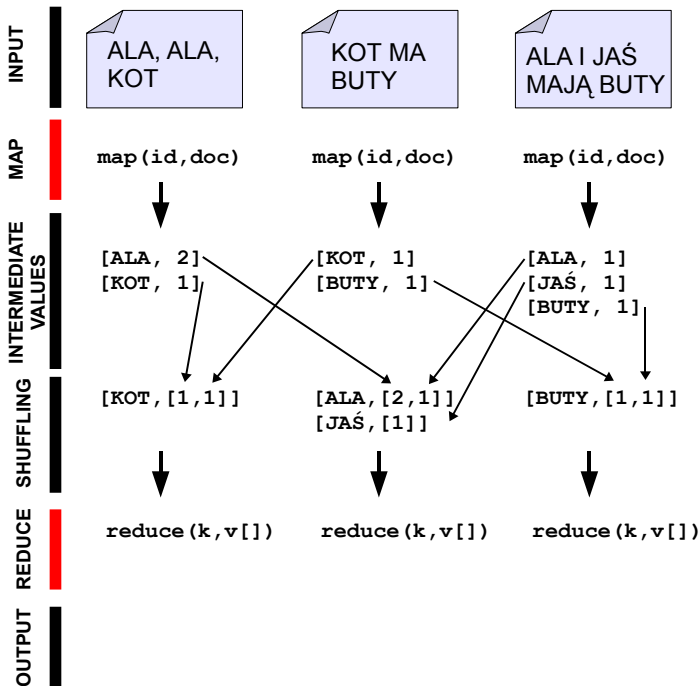 INPUT
ALA, ALA,
KOT
KOT MA
BUTY
ALA I JAŚ
MAJĄ BUTY
MAP
map(id,doc)
map(id,doc)
map(id,doc)
INTERMEDIATE
VALUES
[ALA, 2]
[KOT, 1]
[KOT, 1]
[BUTY, 1]
[ALA, 1]
[JAŚ, 1]
[BUTY, 1]
SHUFFLING
[KOT,[1,1]]
[ALA,[2,1]]
[JAŚ,[1]]
[BUTY,[1,1]]
REDUCE
reduce(k,v[])
reduce(k,v[])
reduce(k,v[])
OUTPUT